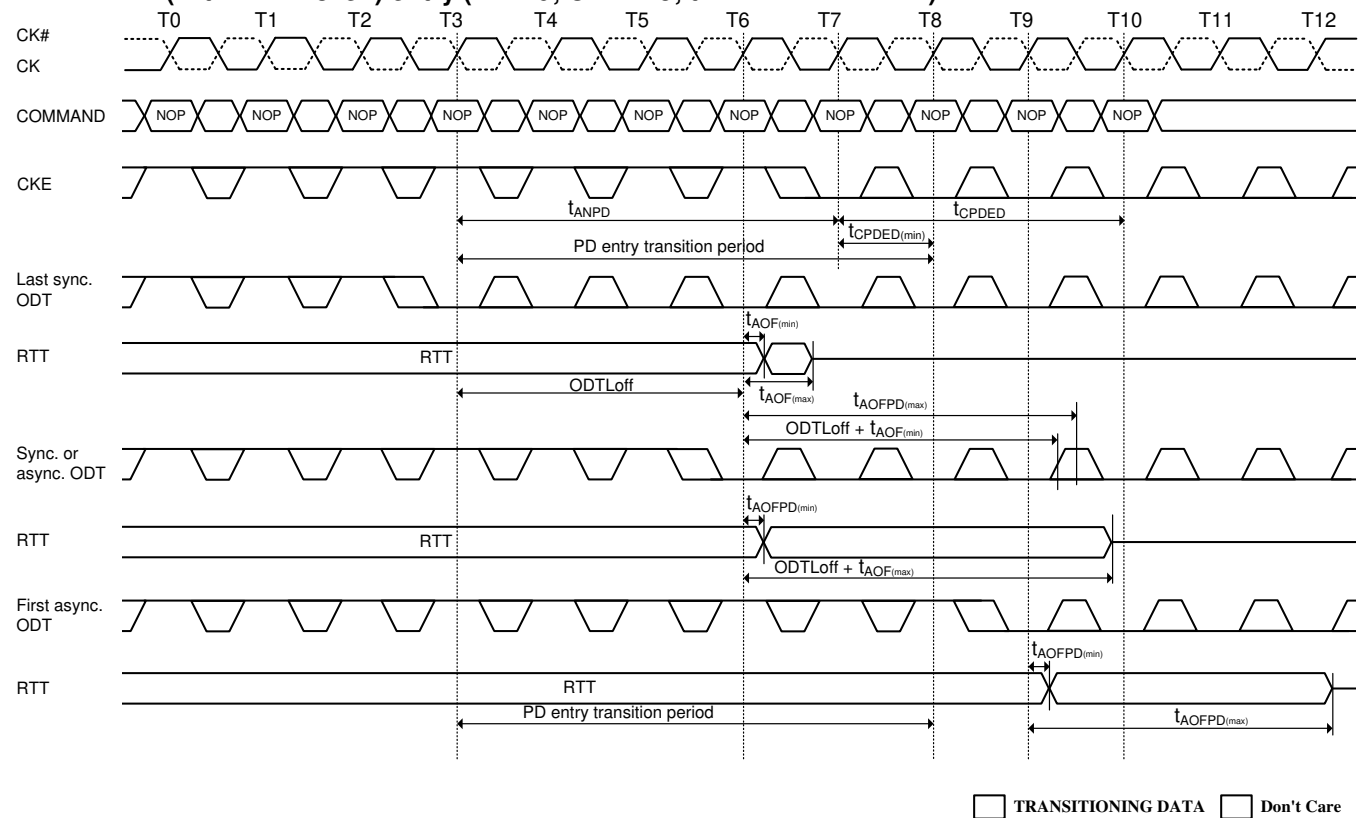 T0 T1 T2 T3 T4 T5 T6 T7 T8 T9 T10 T11 T12
CK#
CK
COMMAND NOP NOP NOP NOP NOP NOP NOP NOP NOP NOP NOP
CKE
tANPD tCPDED
tCPDED(min)
PD entry transition period
Last sync.
ODT
tAOF(min)
RTT RTT
ODTLoff tAOF(max)
tAOFPD(max)
ODTLoff + tAOF(min)
Sync. or
async. ODT
tAOFPD(min)
RTT RTT
ODTLoff + tAOF(max)
First async.
ODT
tAOFPD(min)
RTT RTT
PD entry transition period tAOFPD(max)
TRANSITIONING DATA Don't Care